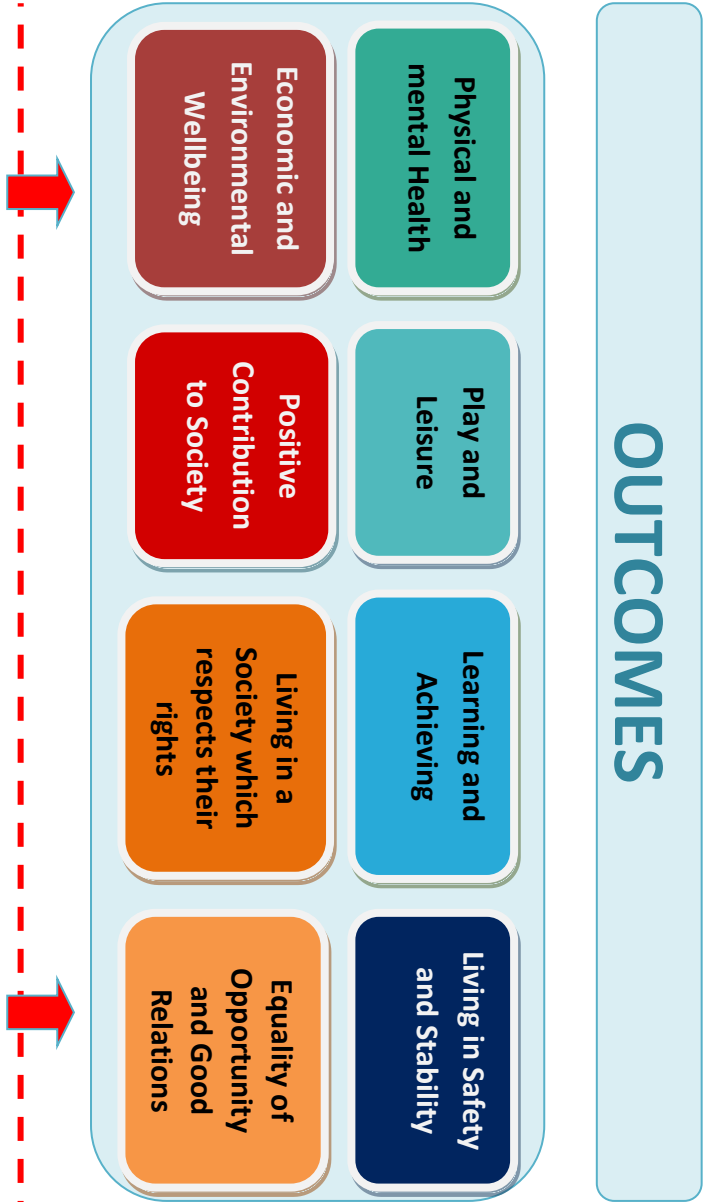 OUTCOMES
Physical and
mental Health
Play and
Leisure
Learning and
Achieving
Living in Safety
and Stability
Economic and
Environmental
Wellbeing
Positive
Contribution
to Society
Living in a
Society which
respects their
rights
Equality of
Opportunity
and Good
Relations